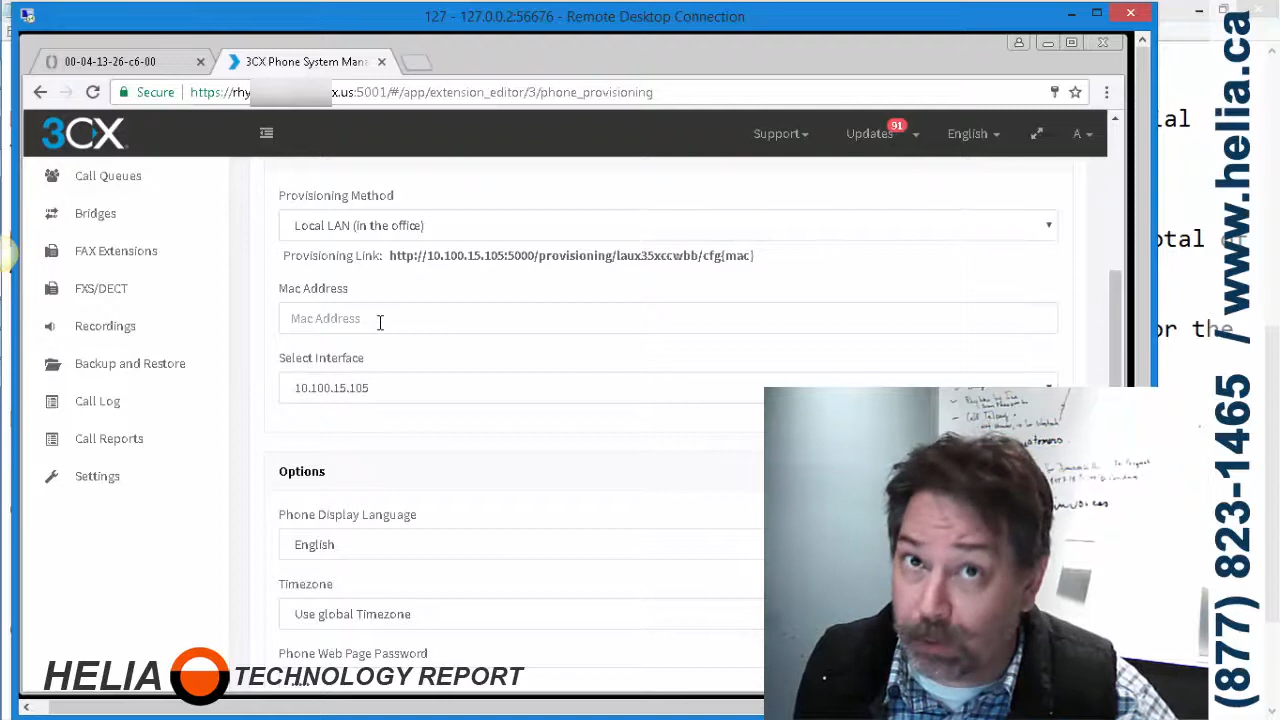 127 - 127.0.0.2:56676 - Remote Desktop Connection
00-04-13-26-c6-00
3CX Phone System Man
Secure
https://rhy
x.us:5001/#/app/extension_editor/3/phone_provisioning
3CX
Support
Updates
91
English
A
Call Queues
Bridges
FAX Extensions
FXS/DECT
Recordings
Backup and Restore
Call Log
Call Reports
Settings
Provisioning Method
Local LAN (in the office)
Provisioning Link: http://10.100.15.105:5000/provisioning/laux35xccwbb/cfg{mac}
Mac Address
Mac Address
Select Interface
10.100.15.105
Options
Phone Display Language
English
Timezone
Use global Timezone
Phone Web Page Password
ial
otal of
or the
HELIA TECHNOLOGY REPORT
(877) 823-1465 / www.helia.ca